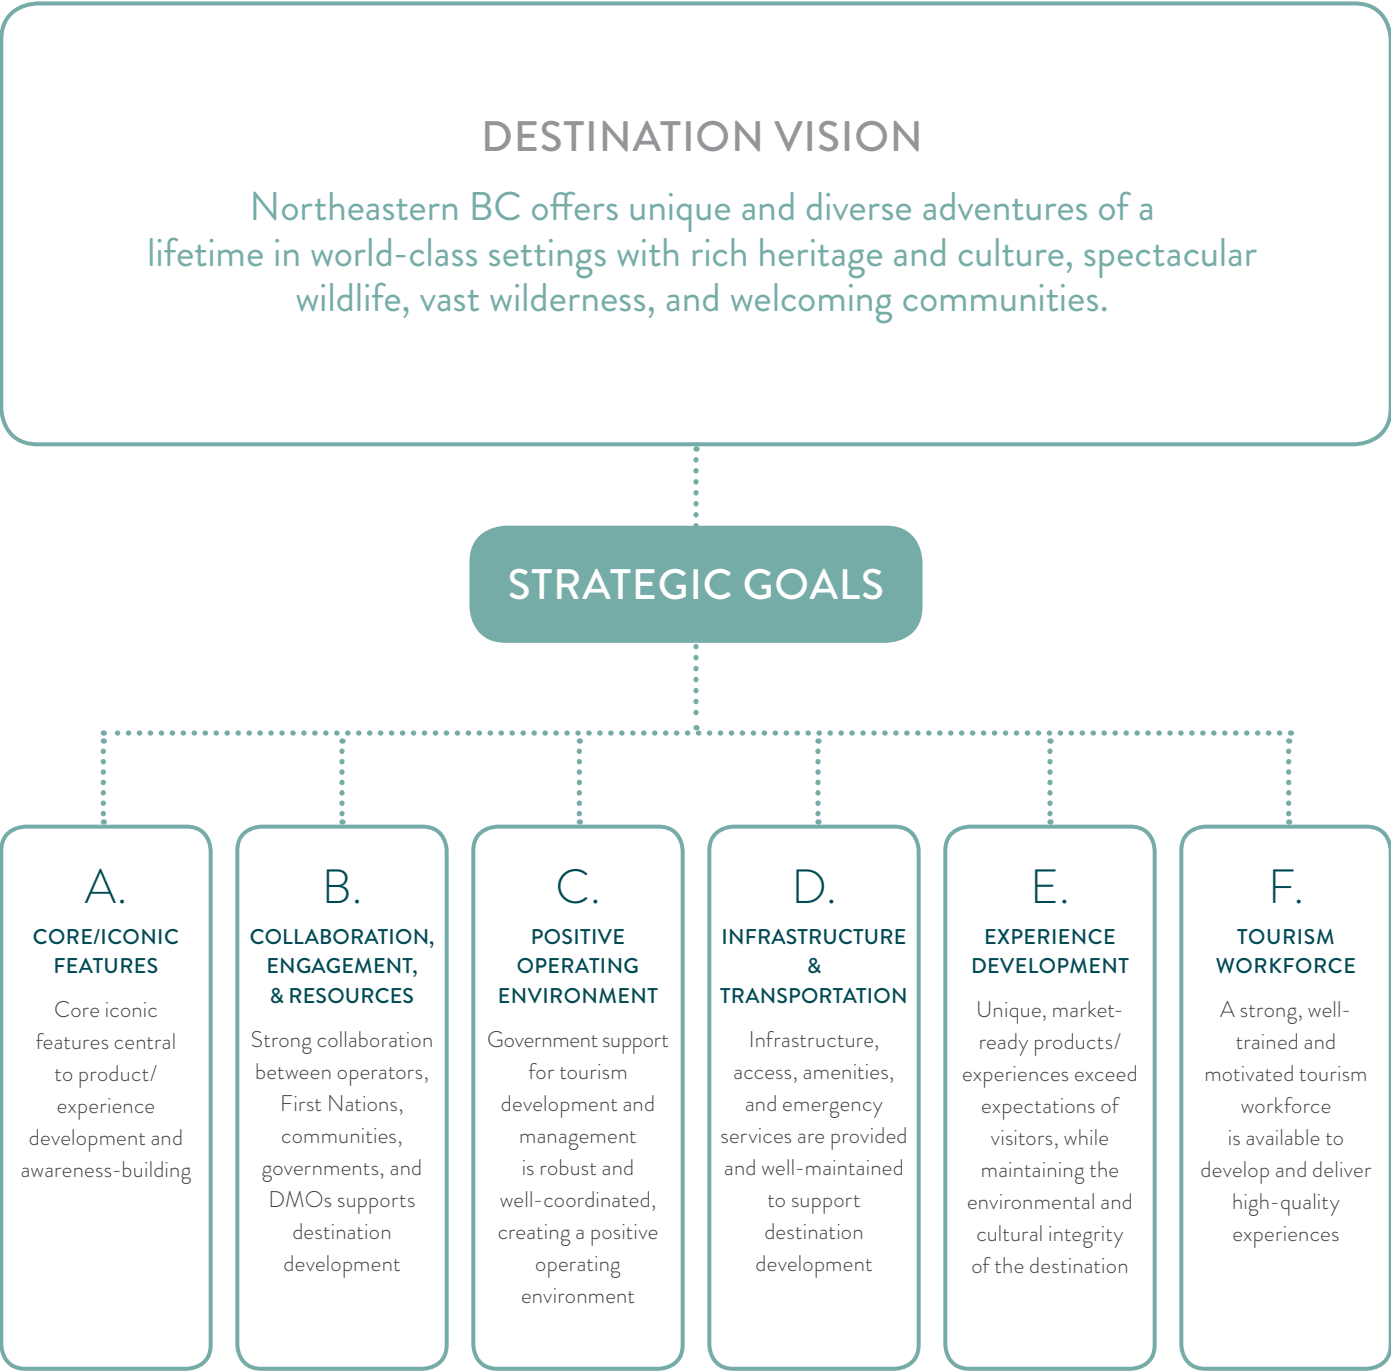 DESTINATION VISION
Northeastern BC offers unique and diverse adventures of a
lifetime in world-class settings with rich heritage and culture, spectacular
wildlife, vast wilderness, and welcoming communities.
STRATEGIC GOALS
A.
CORE/ICONIC
FEATURES
Core iconic
features central
to product/
experience
development and
awareness-building
B.
COLLABORATION,
ENGAGEMENT,
& RESOURCES
Strong collaboration
between operators,
First Nations,
communities,
governments, and
DMOs supports
destination
development
C.
POSITIVE
OPERATING
ENVIRONMENT
Government support
for tourism
development and
management
is robust and
well-coordinated,
creating a positive
operating
environment
D.
INFRASTRUCTURE
&
TRANSPORTATION
Infrastructure,
access, amenities,
and emergency
services are provided
and well-maintained
to support
destination
development
E.
EXPERIENCE
DEVELOPMENT
Unique, market-
ready products/
experiences exceed
expectations of
visitors, while
maintaining the
environmental and
cultural integrity
of the destination
F.
TOURISM
WORKFORCE
A strong, well-
trained and
motivated tourism
workforce
is available to
develop and deliver
high-quality
experiences